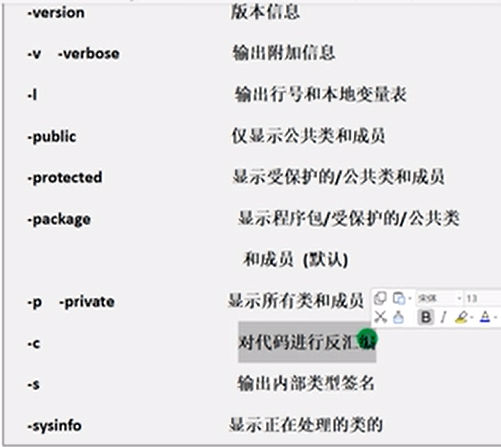 -version 版本信息
-v -verbose 输出附加信息
-l 输出行号和本地变量表
-public 仅显示公共类和成员
-protected 显示受保护的/公共类和成员
-package 显示程序包/受保护的/公共类
和成员 (默认)
-p -private 显示所有类和成员
宋体 13
B I A
-c 对代码进行反汇编
-s 输出内部类型签名
-sysinfo 显示正在处理的类的